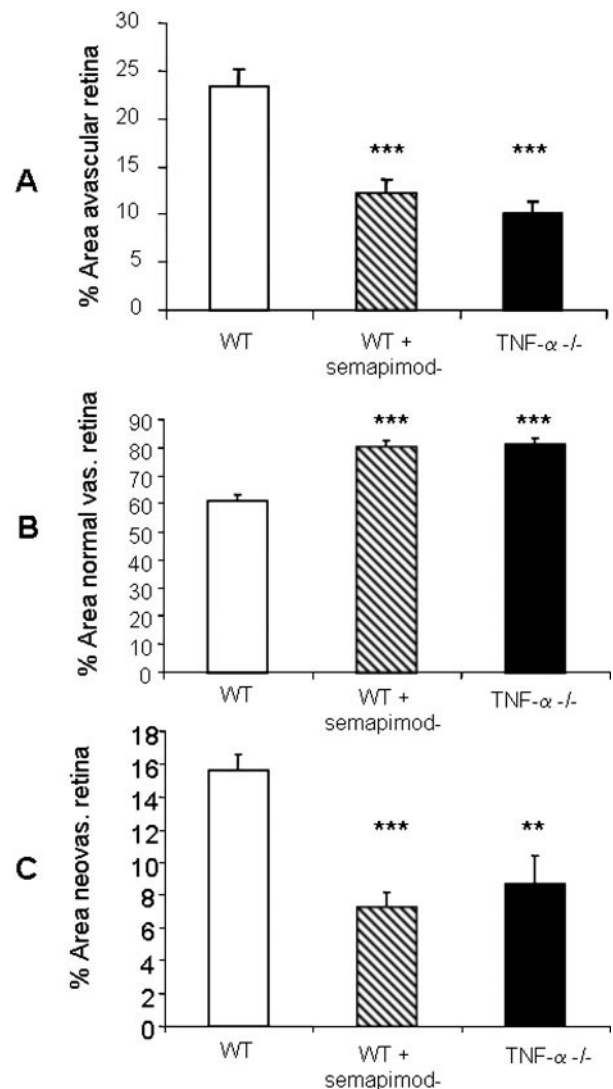 A
% Area avascular retina
30
25
20
15
10
5
0
***
***
WT
WT +
semapimod-
TNF-α -/-
B
% Area normal vas. retina
90
80
70
60
50
40
30
20
10
0
***
***
WT
WT +
semapimod-
TNF-α -/-
C
% Area neovas. retina
18
16
14
12
10
8
6
4
2
0
***
**
WT
WT +
semapimod-
TNF-α -/-